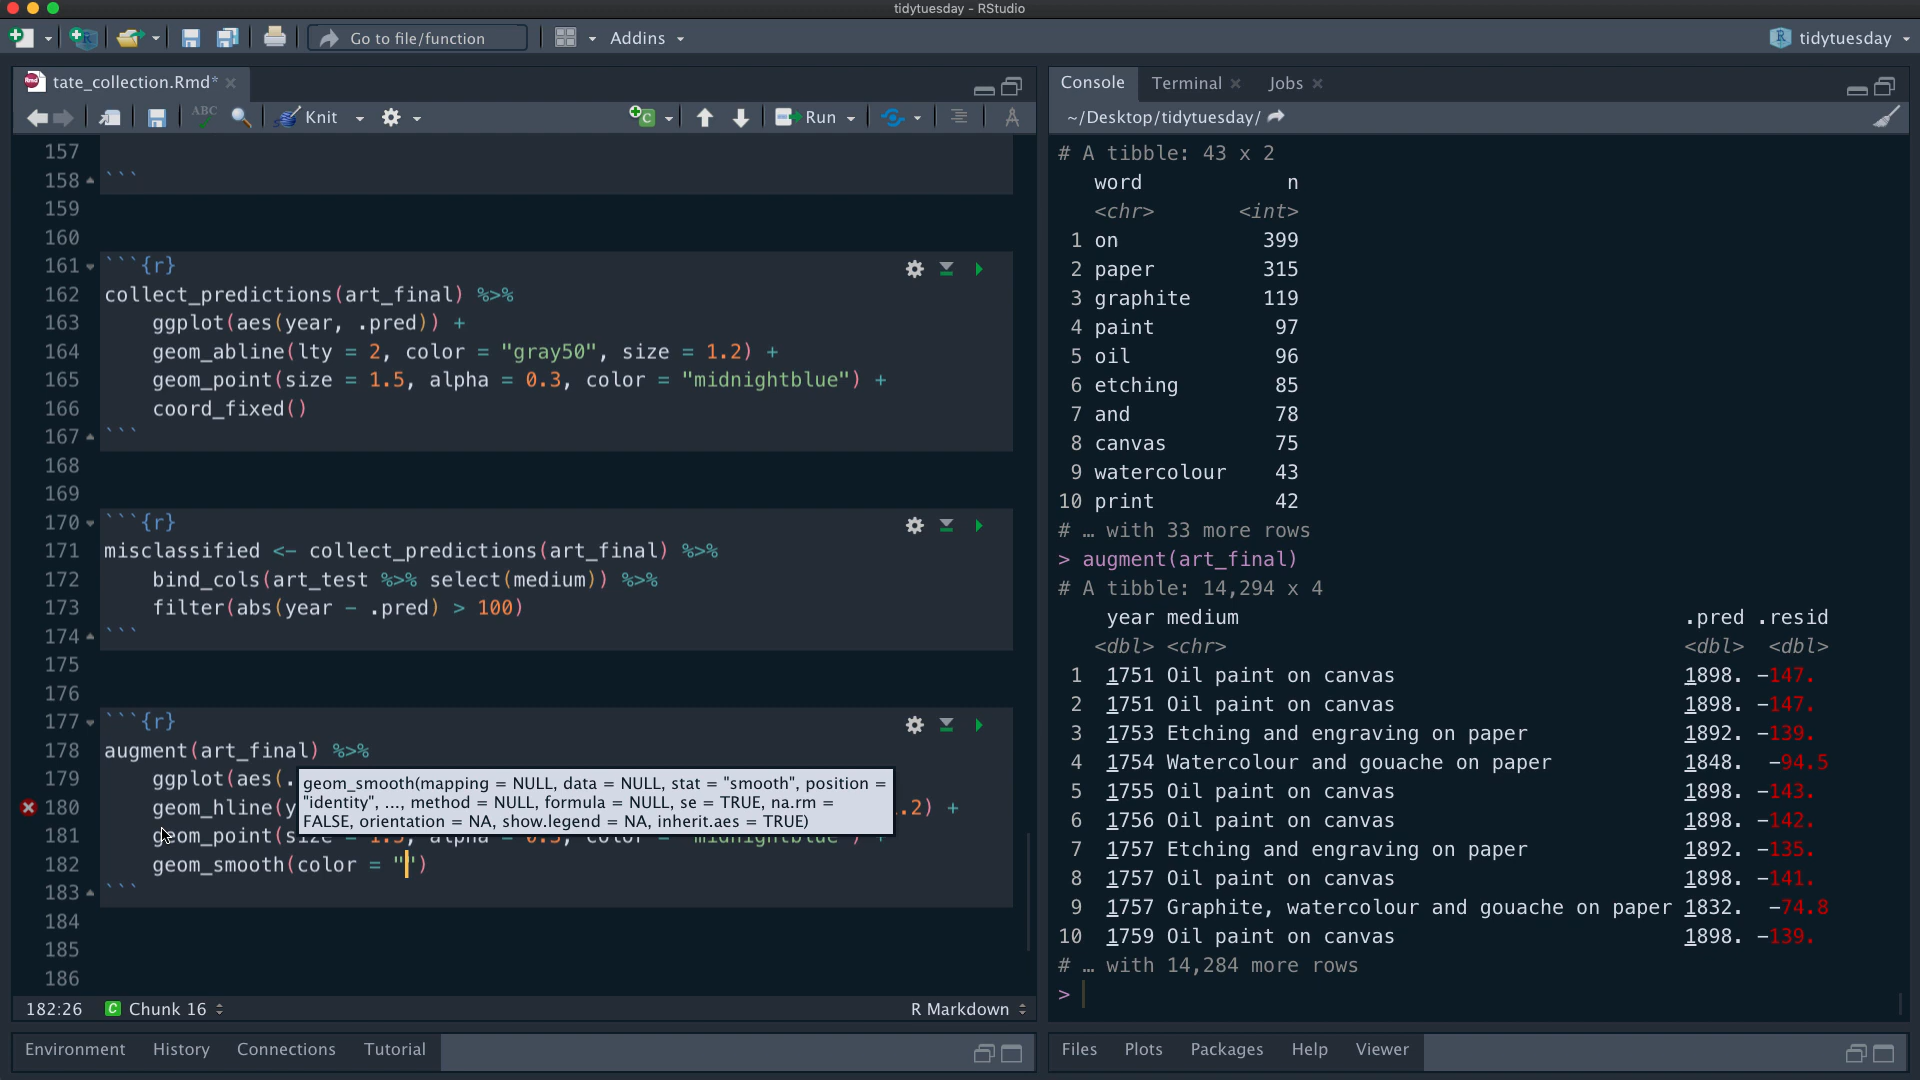 tidytuesday - RStudio
Go to file/function
Addins
tidytuesday
tate_collection.Rmd*
ABC
Knit
Run
157
158 ```
159
160
161 ```{r}
162 collect_predictions(art_final) %>%
163 ggplot(aes(year, .pred)) +
164 geom_abline(lty = 2, color = "gray50", size = 1.2) +
165 geom_point(size = 1.5, alpha = 0.3, color = "midnightblue") +
166 coord_fixed()
167 ```
168
169
170 ```{r}
171 misclassified <- collect_predictions(art_final) %>%
172 bind_cols(art_test %>% select(medium)) %>%
173 filter(abs(year - .pred) > 100)
174 ```
175
176
177 ```{r}
178 augment(art_final) %>%
179 ggplot(aes(.
geom_smooth(mapping = NULL, data = NULL, stat = "smooth", position =
"identity", ..., method = NULL, formula = NULL, se = TRUE, na.rm =
FALSE, orientation = NA, show.legend = NA, inherit.aes = TRUE)
180 geom_hline(y .2) +
181 geom_point(size = 1.5, alpha = 0.3, color = "midnightblue") +
182 geom_smooth(color = "")
183 ```
184
185
186
182:26 C Chunk 16 R Markdown
Environment History Connections Tutorial
Console Terminal Jobs
~/Desktop/tidytuesday/
# A tibble: 43 x 2
word n
<chr> <int>
1 on 399
2 paper 315
3 graphite 119
4 paint 97
5 oil 96
6 etching 85
7 and 78
8 canvas 75
9 watercolour 43
10 print 42
# … with 33 more rows
> augment(art_final)
# A tibble: 14,294 x 4
year medium .pred .resid
<dbl> <chr> <dbl> <dbl>
1 1751 Oil paint on canvas 1898. -147.
2 1751 Oil paint on canvas 1898. -147.
3 1753 Etching and engraving on paper 1892. -139.
4 1754 Watercolour and gouache on paper 1848. -94.5
5 1755 Oil paint on canvas 1898. -143.
6 1756 Oil paint on canvas 1898. -142.
7 1757 Etching and engraving on paper 1892. -135.
8 1757 Oil paint on canvas 1898. -141.
9 1757 Graphite, watercolour and gouache on paper 1832. -74.8
10 1759 Oil paint on canvas 1898. -139.
# … with 14,284 more rows
>
Files Plots Packages Help Viewer